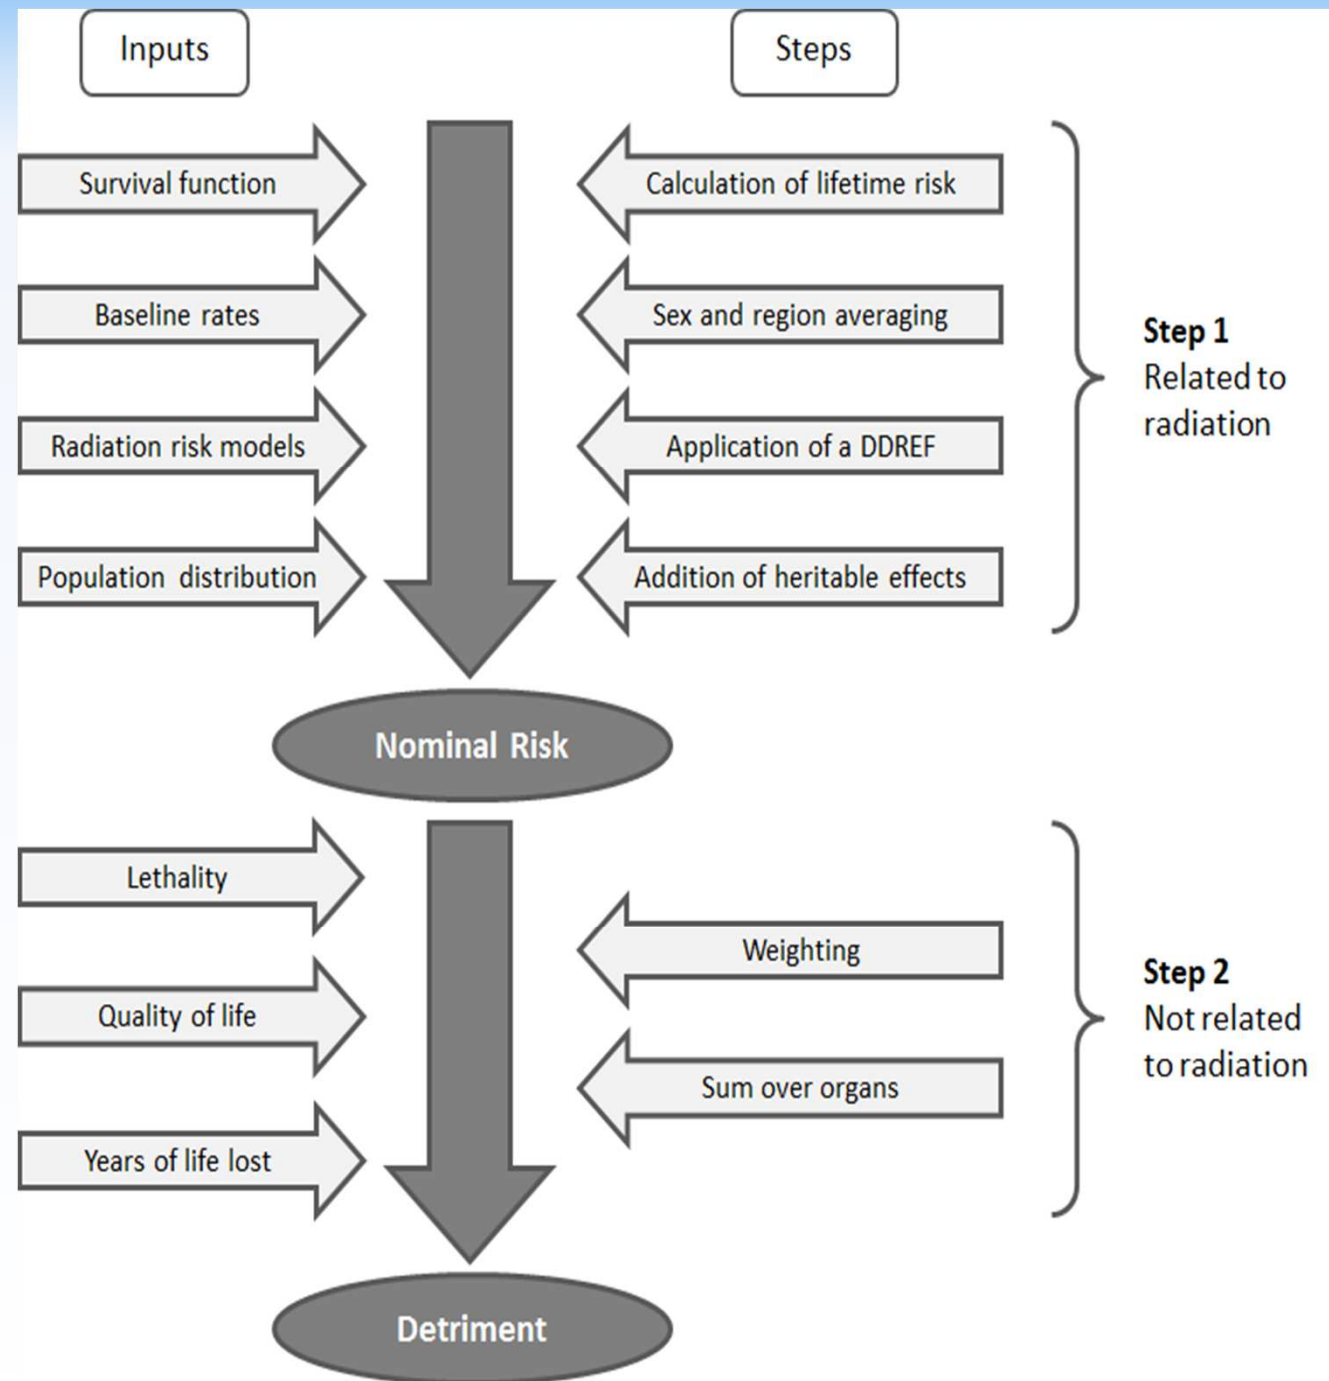 Inputs
Steps
Survival function
Calculation of lifetime risk
Baseline rates
Sex and region averaging
Radiation risk models
Application of a DDREF
Population distribution
Addition of heritable effects
Step 1
Related to
radiation
Nominal Risk
Lethality
Weighting
Quality of life
Sum over organs
Years of life lost
Step 2
Not related
to radiation
Detriment